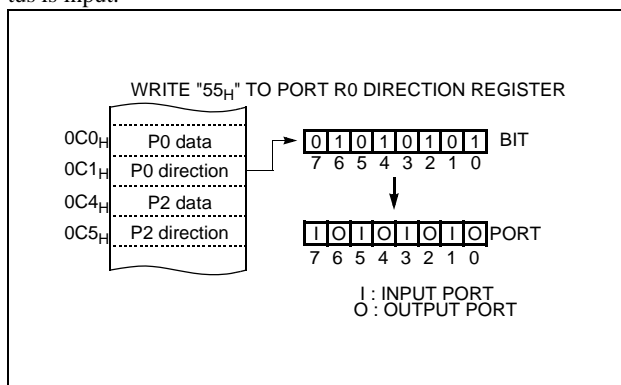 tus is input.
WRITE "55H" TO PORT R0 DIRECTION REGISTER
0C0H P0 data
0C1H P0 direction
0C4H P2 data
0C5H P2 direction
0 1 0 1 0 1 0 1 BIT
7 6 5 4 3 2 1 0
I O I O I O I O PORT
7 6 5 4 3 2 1 0
I : INPUT PORT
O : OUTPUT PORT